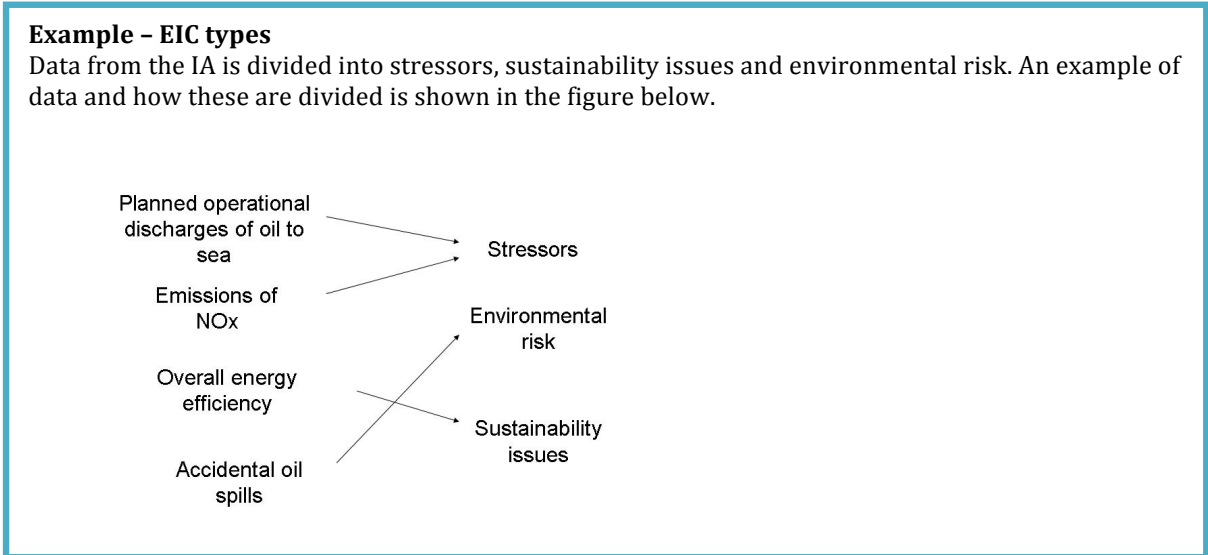 Example – EIC types
Data from the IA is divided into stressors, sustainability issues and environmental risk. An example of
data and how these are divided is shown in the figure below.
Planned operational
discharges of oil to
sea
Stressors
Emissions of
NOx
Environmental
risk
Overall energy
efficiency
Sustainability
issues
Accidental oil
spills